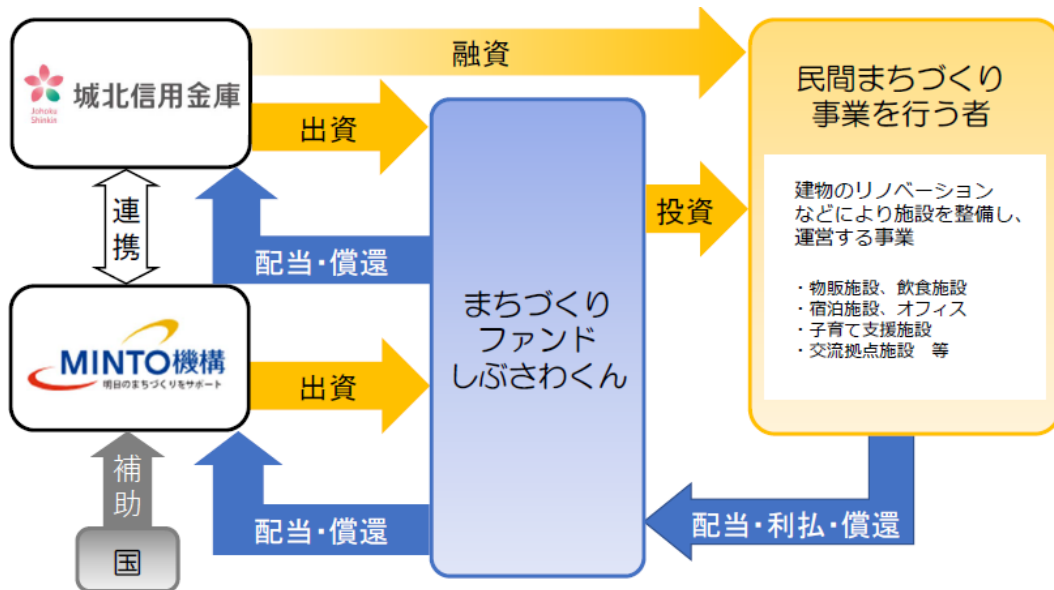 Johoku
Shinkin
城北信用金庫
融資
出資
連携
配当・償還
MINTO機構
明日のまちづくりをサポート
出資
補助
国
配当・償還
まちづくり
ファンド
しぶさわくん
投資
民間まちづくり
事業を行う者
建物のリノベーション
などにより施設を整備し、
運営する事業
・物販施設、飲食施設
・宿泊施設、オフィス
・子育て支援施設
・交流拠点施設　等
配当・利払・償還